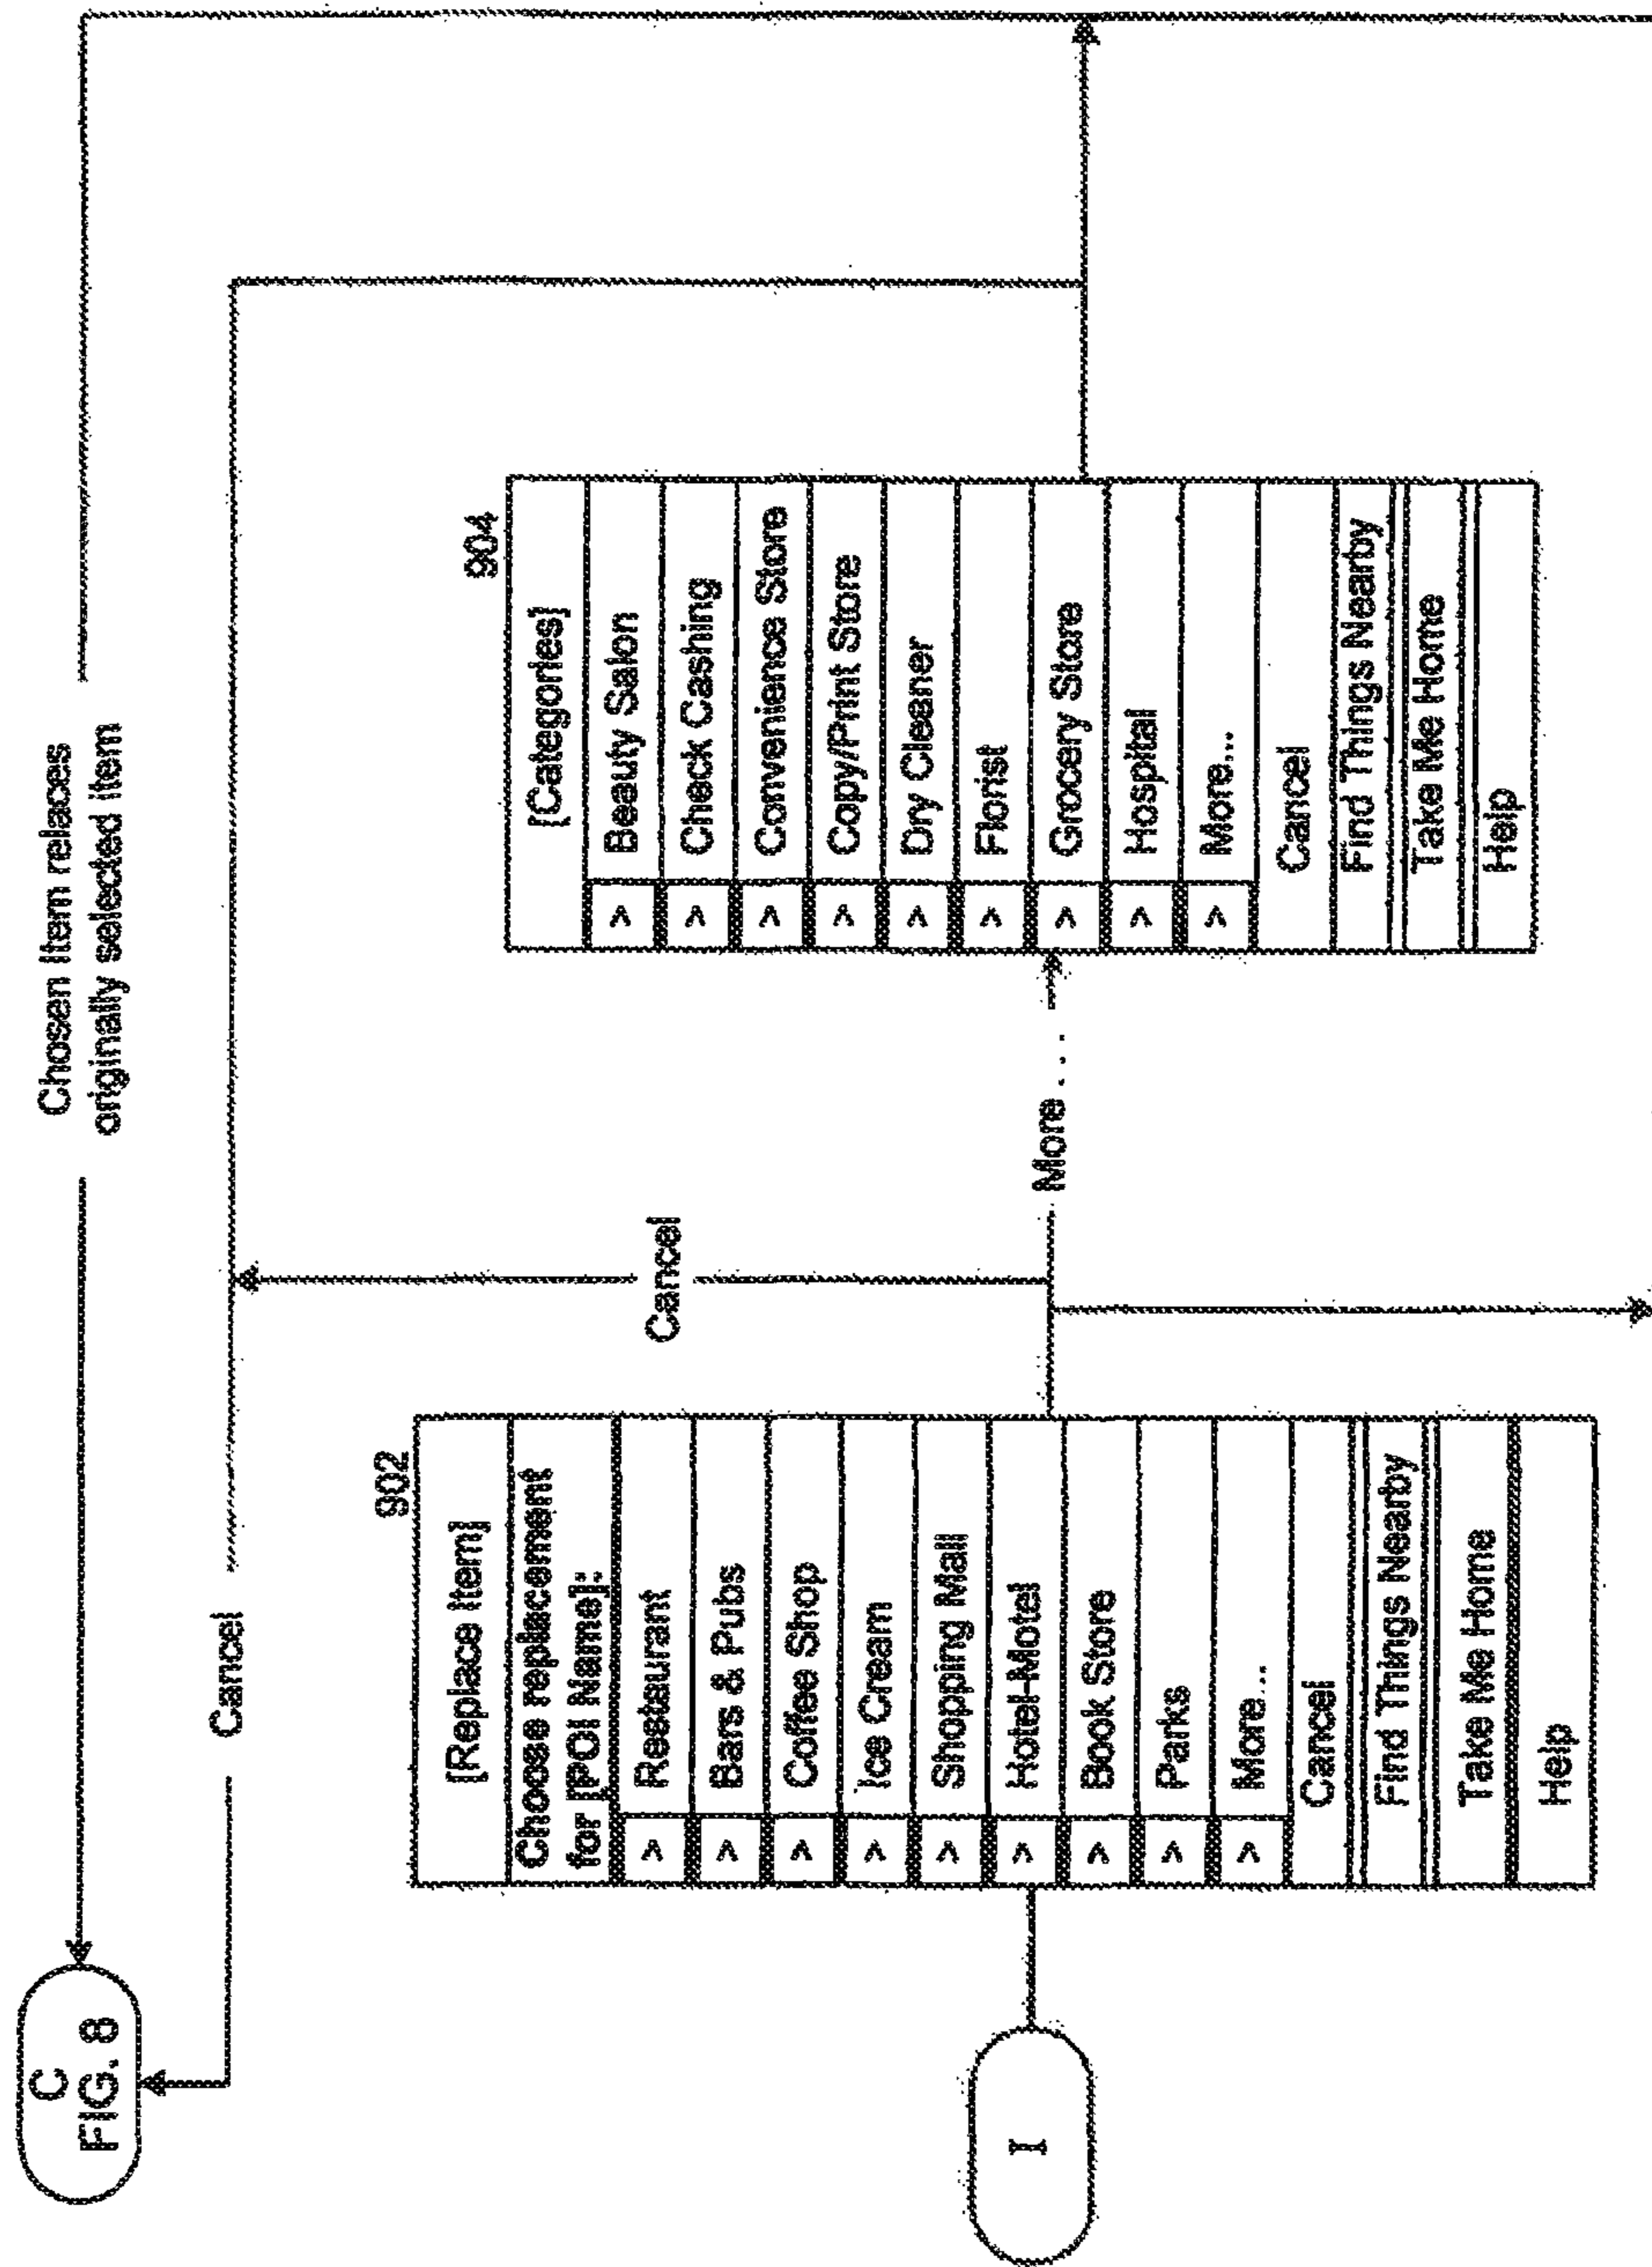 C
FIG. 8
Chosen Item relaces
originally selected item
Cancel
902
[Replace Item]
Choose replacement
for [POI Name]:
> Restaurant
> Bars & Pubs
> Coffee Shop
> Ice Cream
> Shopping Mall
> Hotel-Motel
> Book Store
> Parks
> More...
Cancel
Find Things Nearby
Take Me Home
Help
I
Cancel
More . . .
904
[Categories]
> Beauty Salon
> Check Cashing
> Convenience Store
> Copy/Print Store
> Dry Cleaner
> Florist
> Grocery Store
> Hospital
> More...
Cancel
Find Things Nearby
Take Me Home
Help